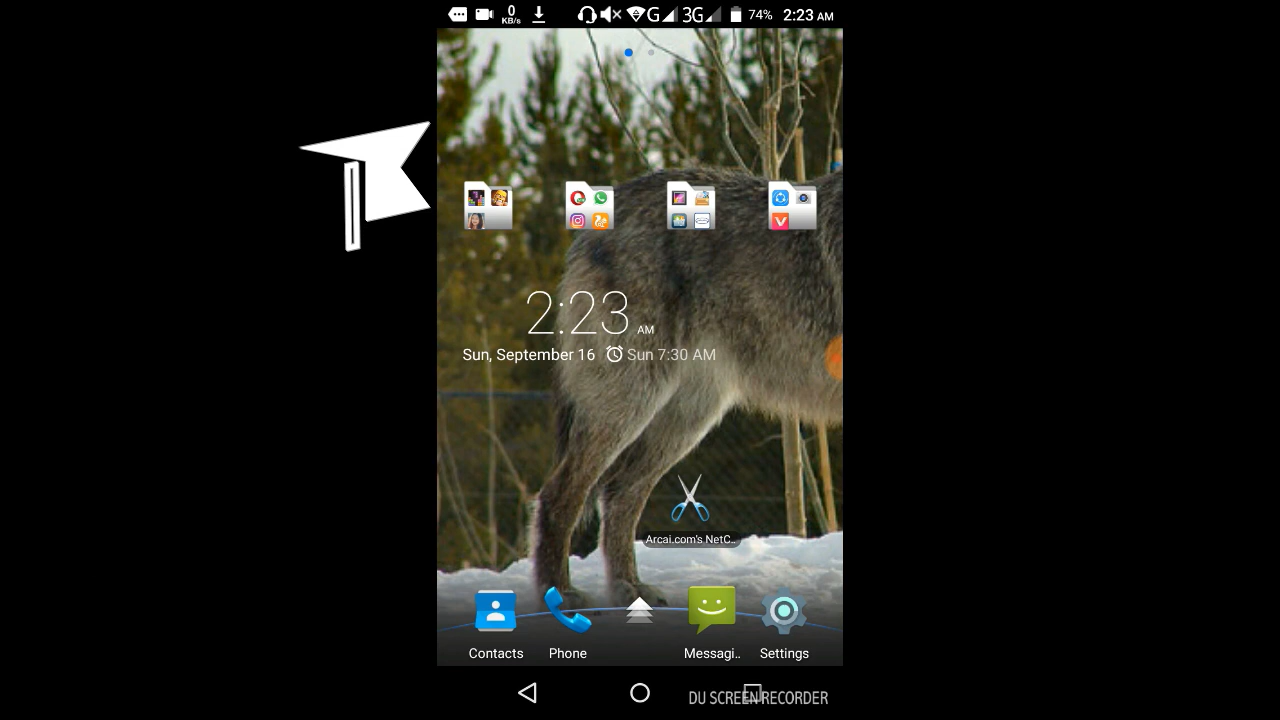 0 KB/s G 3G 74% 2:23 AM
2:23 AM
Sun, September 16 Sun 7:30 AM
Arcai.com's NetC..
Contacts Phone Messagi.. Settings
DU SCREEN RECORDER